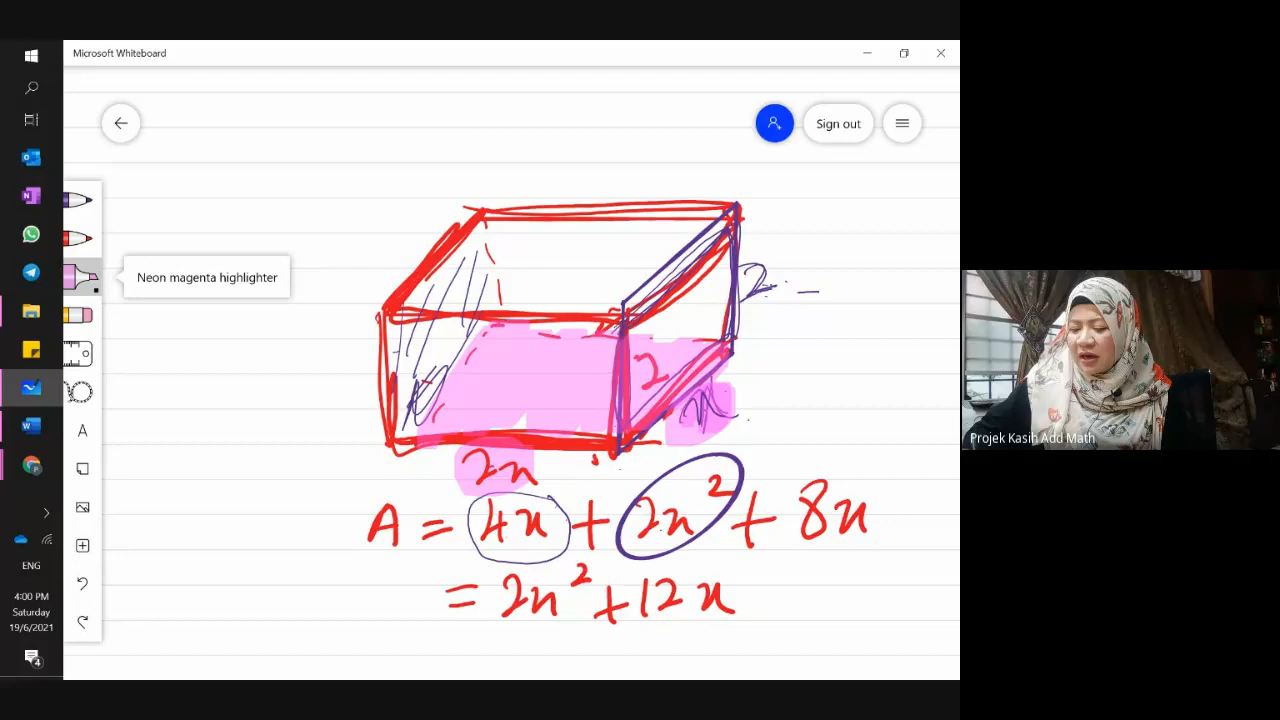 Microsoft Whiteboard
Sign out
Neon magenta highlighter
2
2
x
2x
A = 4x + 2x² + 8x
= 2x² + 12x
Projek Kasih Add Math
A
ENG
4:00 PM
Saturday
19/6/2021
4